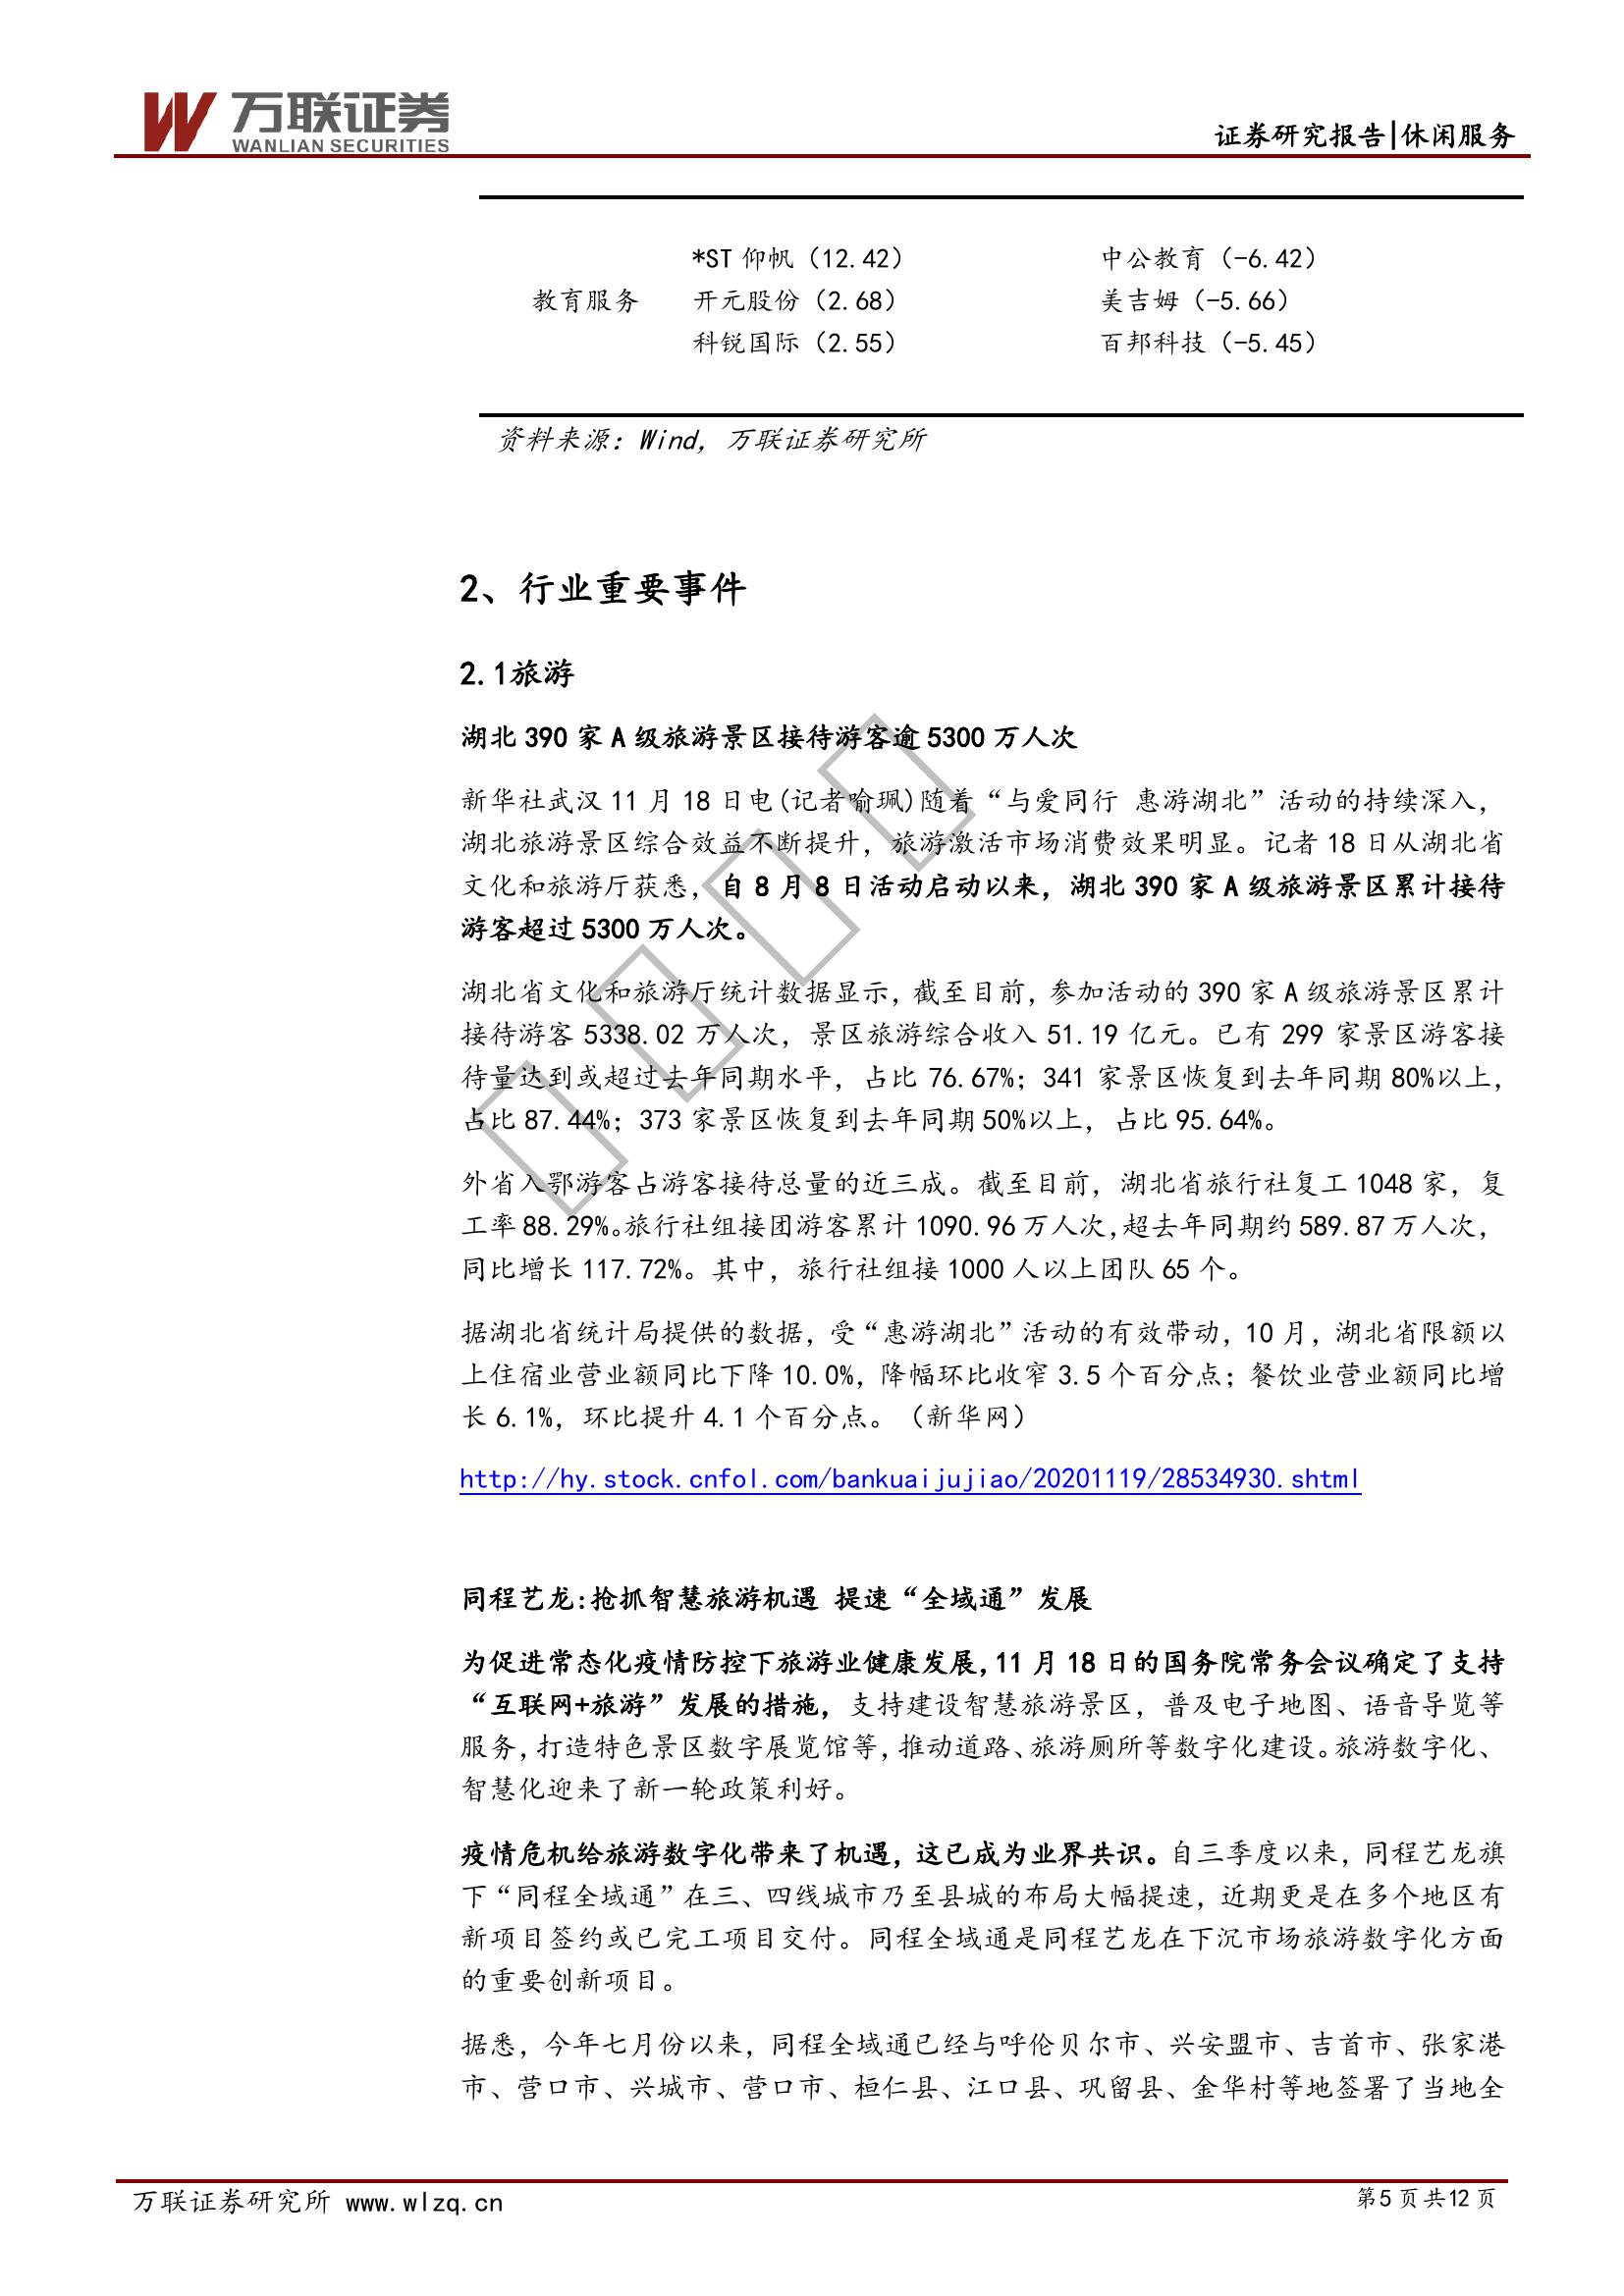 万联证券
WANLIAN SECURITIES
证券研究报告|休闲服务
*ST 仰帆（12.42） 中公教育（-6.42）
教育服务 开元股份（2.68） 美吉姆（-5.66）
科锐国际（2.55） 百邦科技（-5.45）
资料来源：Wind，万联证券研究所
2、行业重要事件
2.1旅游
湖北 390 家 A 级旅游景区接待游客逾 5300 万人次
新华社武汉 11 月 18 日电(记者喻珮)随着“与爱同行 惠游湖北”活动的持续深入，
湖北旅游景区综合效益不断提升，旅游激活市场消费效果明显。记者 18 日从湖北省
文化和旅游厅获悉，自 8 月 8 日活动启动以来，湖北 390 家 A 级旅游景区累计接待
游客超过 5300 万人次。
湖北省文化和旅游厅统计数据显示，截至目前，参加活动的 390 家 A 级旅游景区累计
接待游客 5338.02 万人次，景区旅游综合收入 51.19 亿元。已有 299 家景区游客接
待量达到或超过去年同期水平，占比 76.67%；341 家景区恢复到去年同期 80%以上，
占比 87.44%；373 家景区恢复到去年同期 50%以上，占比 95.64%。
外省入鄂游客占游客接待总量的近三成。截至目前，湖北省旅行社复工 1048 家，复
工率 88.29%。旅行社组接团游客累计 1090.96 万人次，超去年同期约 589.87 万人次，
同比增长 117.72%。其中，旅行社组接 1000 人以上团队 65 个。
据湖北省统计局提供的数据，受“惠游湖北”活动的有效带动，10 月，湖北省限额以
上住宿业营业额同比下降 10.0%，降幅环比收窄 3.5 个百分点；餐饮业营业额同比增
长 6.1%，环比提升 4.1 个百分点。（新华网）
http://hy.stock.cnfol.com/bankuaijujiao/20201119/28534930.shtml
同程艺龙:抢抓智慧旅游机遇 提速“全域通”发展
为促进常态化疫情防控下旅游业健康发展，11 月 18 日的国务院常务会议确定了支持
“互联网+旅游”发展的措施，支持建设智慧旅游景区，普及电子地图、语音导览等
服务，打造特色景区数字展览馆等，推动道路、旅游厕所等数字化建设。旅游数字化、
智慧化迎来了新一轮政策利好。
疫情危机给旅游数字化带来了机遇，这已成为业界共识。自三季度以来，同程艺龙旗
下“同程全域通”在三、四线城市乃至县城的布局大幅提速，近期更是在多个地区有
新项目签约或已完工项目交付。同程全域通是同程艺龙在下沉市场旅游数字化方面
的重要创新项目。
据悉，今年七月份以来，同程全域通已经与呼伦贝尔市、兴安盟市、吉首市、张家港
市、营口市、兴城市、营口市、桓仁县、江口县、巩留县、金华村等地签署了当地全
万联证券研究所 www.wlzq.cn
第5 页共12 页